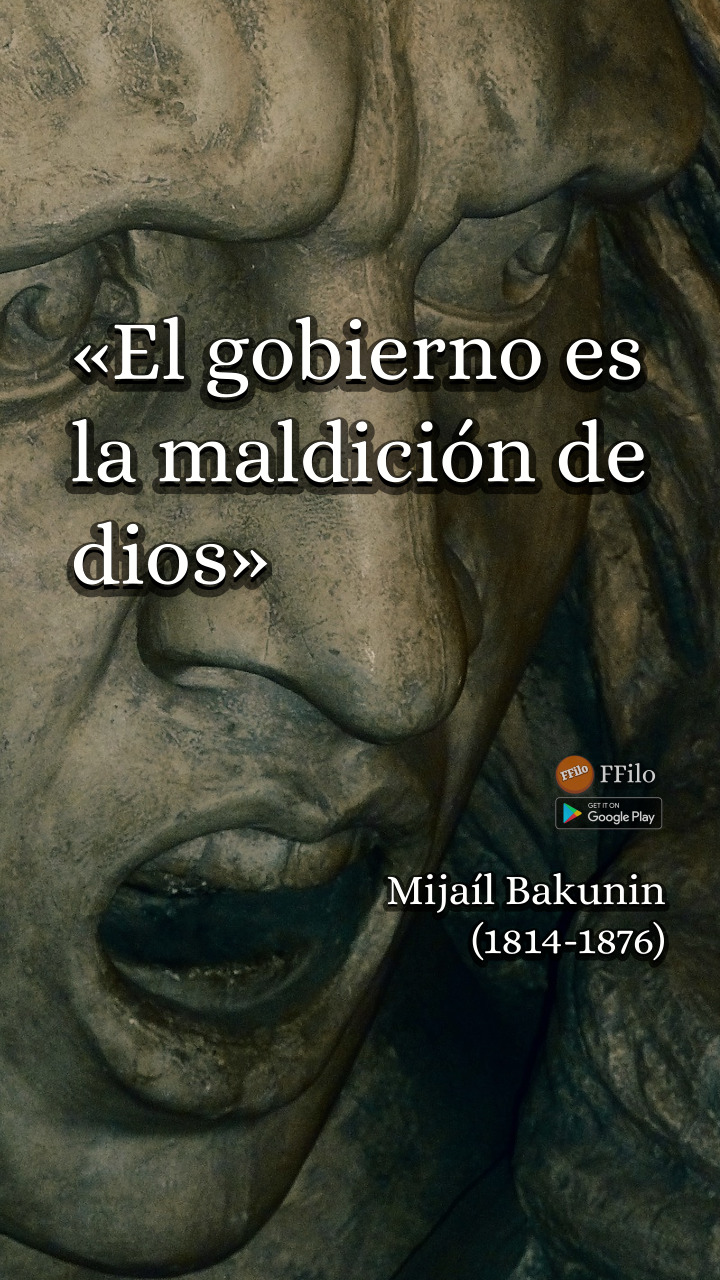 «El gobierno es
la maldición de
dios»
FFilo FFilo
GET IT ON
Google Play
Mijaíl Bakunin
(1814-1876)